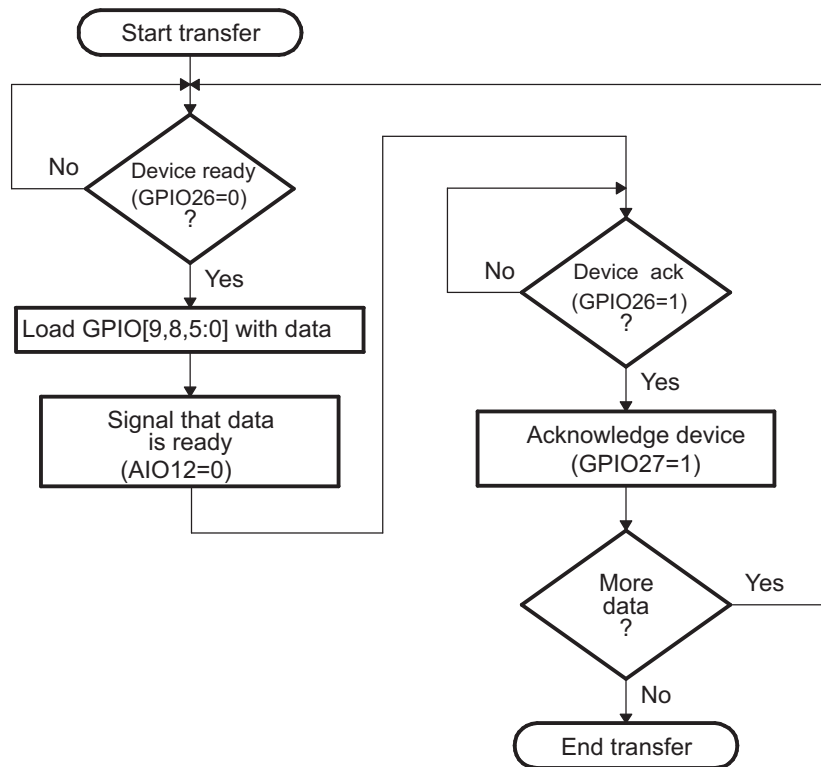 Start transfer
No
Device ready
(GPIO26=0)
?
Yes
Load GPIO[9,8,5:0] with data
Signal that data
is ready
(AIO12=0)
No
Device ack
(GPIO26=1)
?
Yes
Acknowledge device
(GPIO27=1)
More
data
?
Yes
No
End transfer